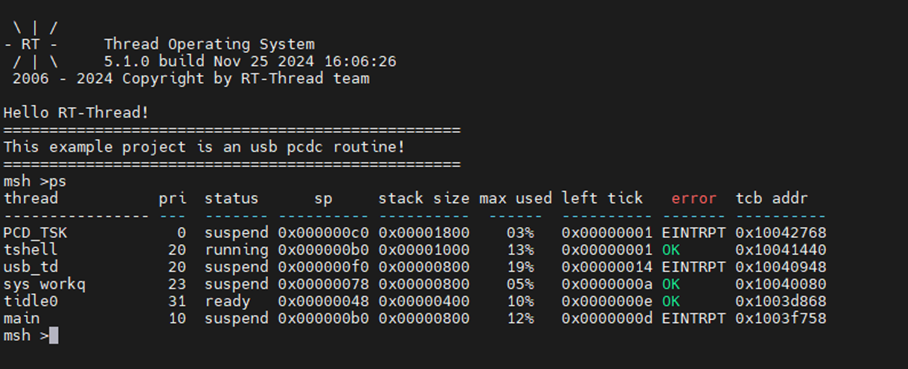 \ | /
- RT -     Thread Operating System
 / | \     5.1.0 build Nov 25 2024 16:06:26
 2006 - 2024 Copyright by RT-Thread team
Hello RT-Thread!
==================================================
This example project is an usb pcdc routine!
==================================================
msh >ps
thread           pri  status      sp     stack size max used left tick   error  tcb addr
---------------- ---  ------- ---------- ---------- ------ ---------- ------- ----------
PCD_TSK            0  suspend 0x000000c0 0x00001800    03%   0x00000001 EINTRPT 0x10042768
tshell            20  running 0x000000b0 0x00001000    13%   0x00000001 OK      0x10041440
usb_td            20  suspend 0x000000f0 0x00000800    19%   0x00000014 EINTRPT 0x10040948
sys workq         23  suspend 0x00000078 0x00000800    05%   0x0000000a OK      0x10040080
tidle0            31  ready   0x00000048 0x00000400    10%   0x0000000e OK      0x1003d868
main              10  suspend 0x000000b0 0x00000800    12%   0x0000000d EINTRPT 0x1003f758
msh >